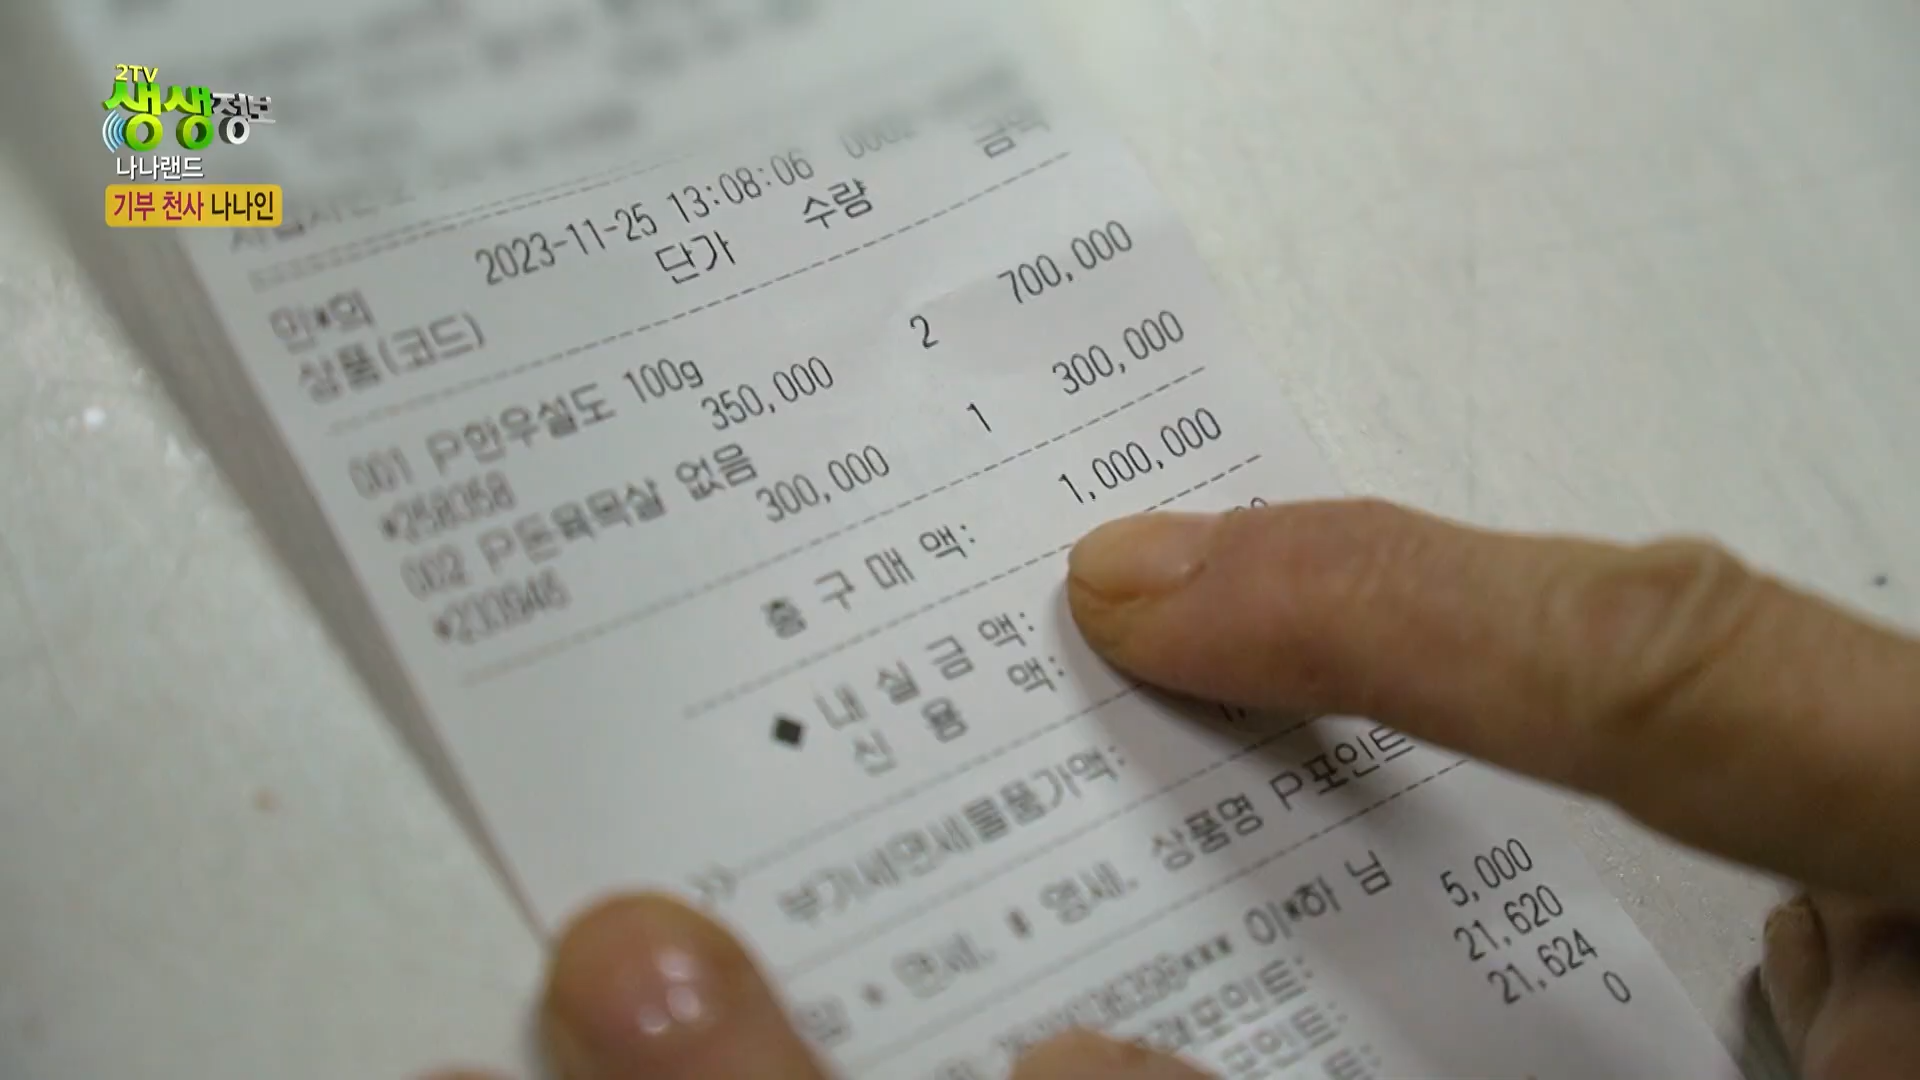 2TV
생생정보
나나랜드
기부 천사 나나인
2023-11-25 13:08:06
상품(코드) 단가 수량 금액
001 P한우설도 100g
*258058 350,000 2 700,000
002 P돈육목살 없음
300,000 1 300,000
총 구 매 액: 1,000,000
◆ 내 실 금 액:
신 용 액:
부가세면세물품가액:
* 면세, # 영세, 상품명 P포인트
이*하 님
5,000
21,620
21,624
0